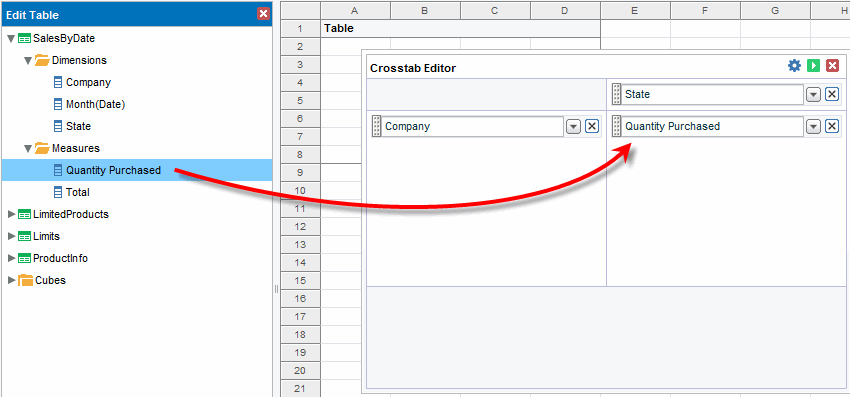 Edit Table
SalesByDate
Dimensions
Company
Month(Date)
State
Measures
Quantity Purchased
Total
LimitedProducts
Limits
ProductInfo
Cubes
A B C D E F G H
1 Table
2
3
4
5
6
7
8
9
10
11
12
13
14
15
16
17
18
19
20
21
Crosstab Editor
State
Company
Quantity Purchased